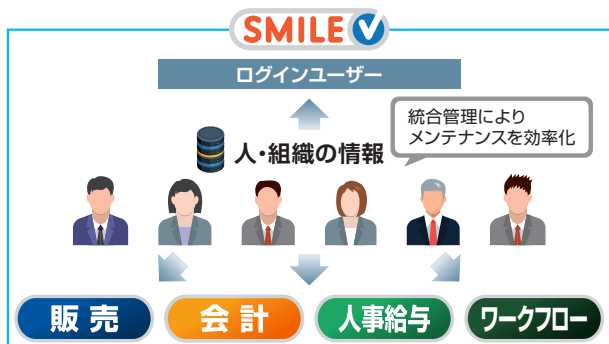 SMILE V
ログインユーザー
統合管理により
メンテナンスを効率化
人・組織の情報
販売
会計
人事給与
ワークフロー